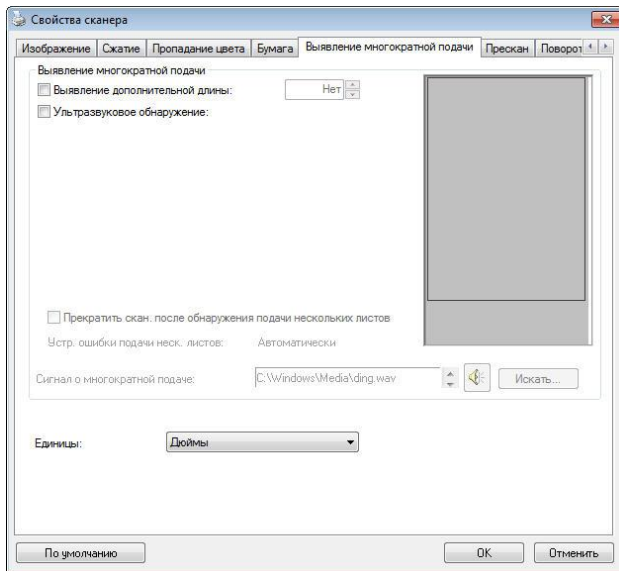 Свойства сканера
Изображение Сжатие Пропадание цвета Бумага Выявление многократной подачи Прескан Поворот
Выявление многократной подачи
Выявление дополнительной длины: Нет
Ультразвуковое обнаружение:
Прекратить скан. после обнаружения подачи нескольких листов
Устр. ошибки подачи неск. листов: Автоматически
Сигнал о многократной подаче: C:\Windows\Media\ding.wav Искать...
Единицы: Дюймы
По умолчанию OK Отменить